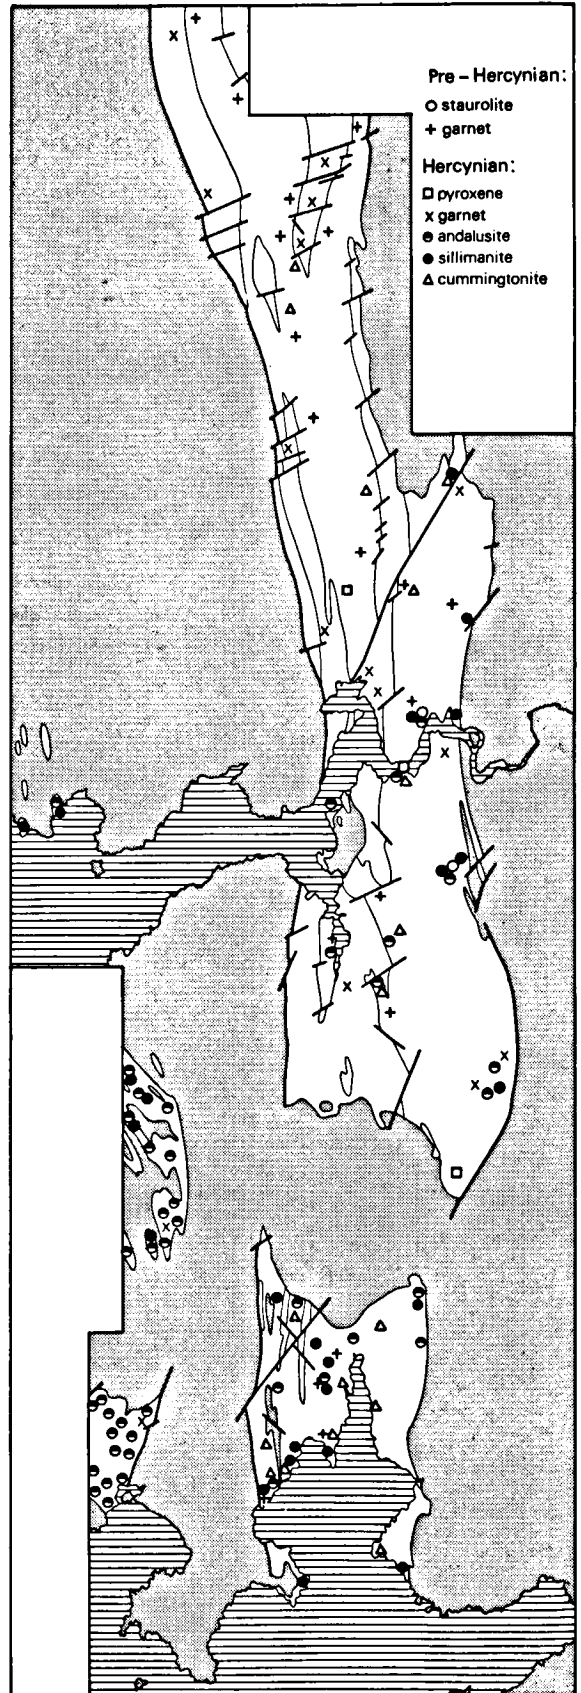 Pre – Hercynian:
staurolite
garnet
Hercynian:
pyroxene
garnet
andalusite
sillimanite
cummingtonite